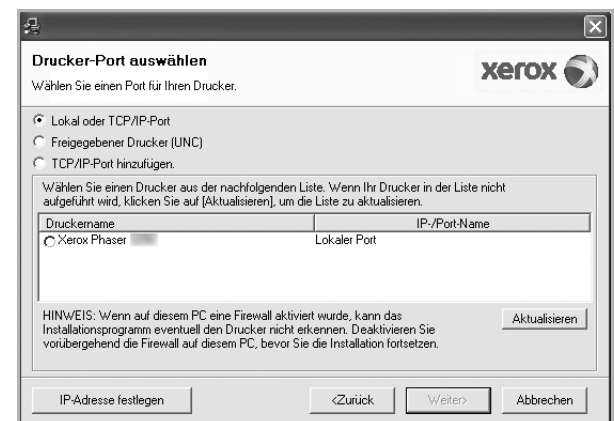 Drucker-Port auswählen
xerox
Wählen Sie einen Port für Ihren Drucker.
Lokal oder TCP/IP-Port
Freigegebener Drucker (UNC)
TCP/IP-Port hinzufügen.
Wählen Sie einen Drucker aus der nachfolgenden Liste. Wenn Ihr Drucker in der Liste nicht
aufgeführt wird, klicken Sie auf [Aktualisieren], um die Liste zu aktualisieren.
Druckername IP-/Port-Name
Xerox Phaser Lokaler Port
HINWEIS: Wenn auf diesem PC eine Firewall aktiviert wurde, kann das
Installationsprogramm eventuell den Drucker nicht erkennen. Deaktivieren Sie
vorübergehend die Firewall auf diesem PC, bevor Sie die Installation fortsetzen.
Aktualisieren
IP-Adresse festlegen <Zurück Weiter> Abbrechen